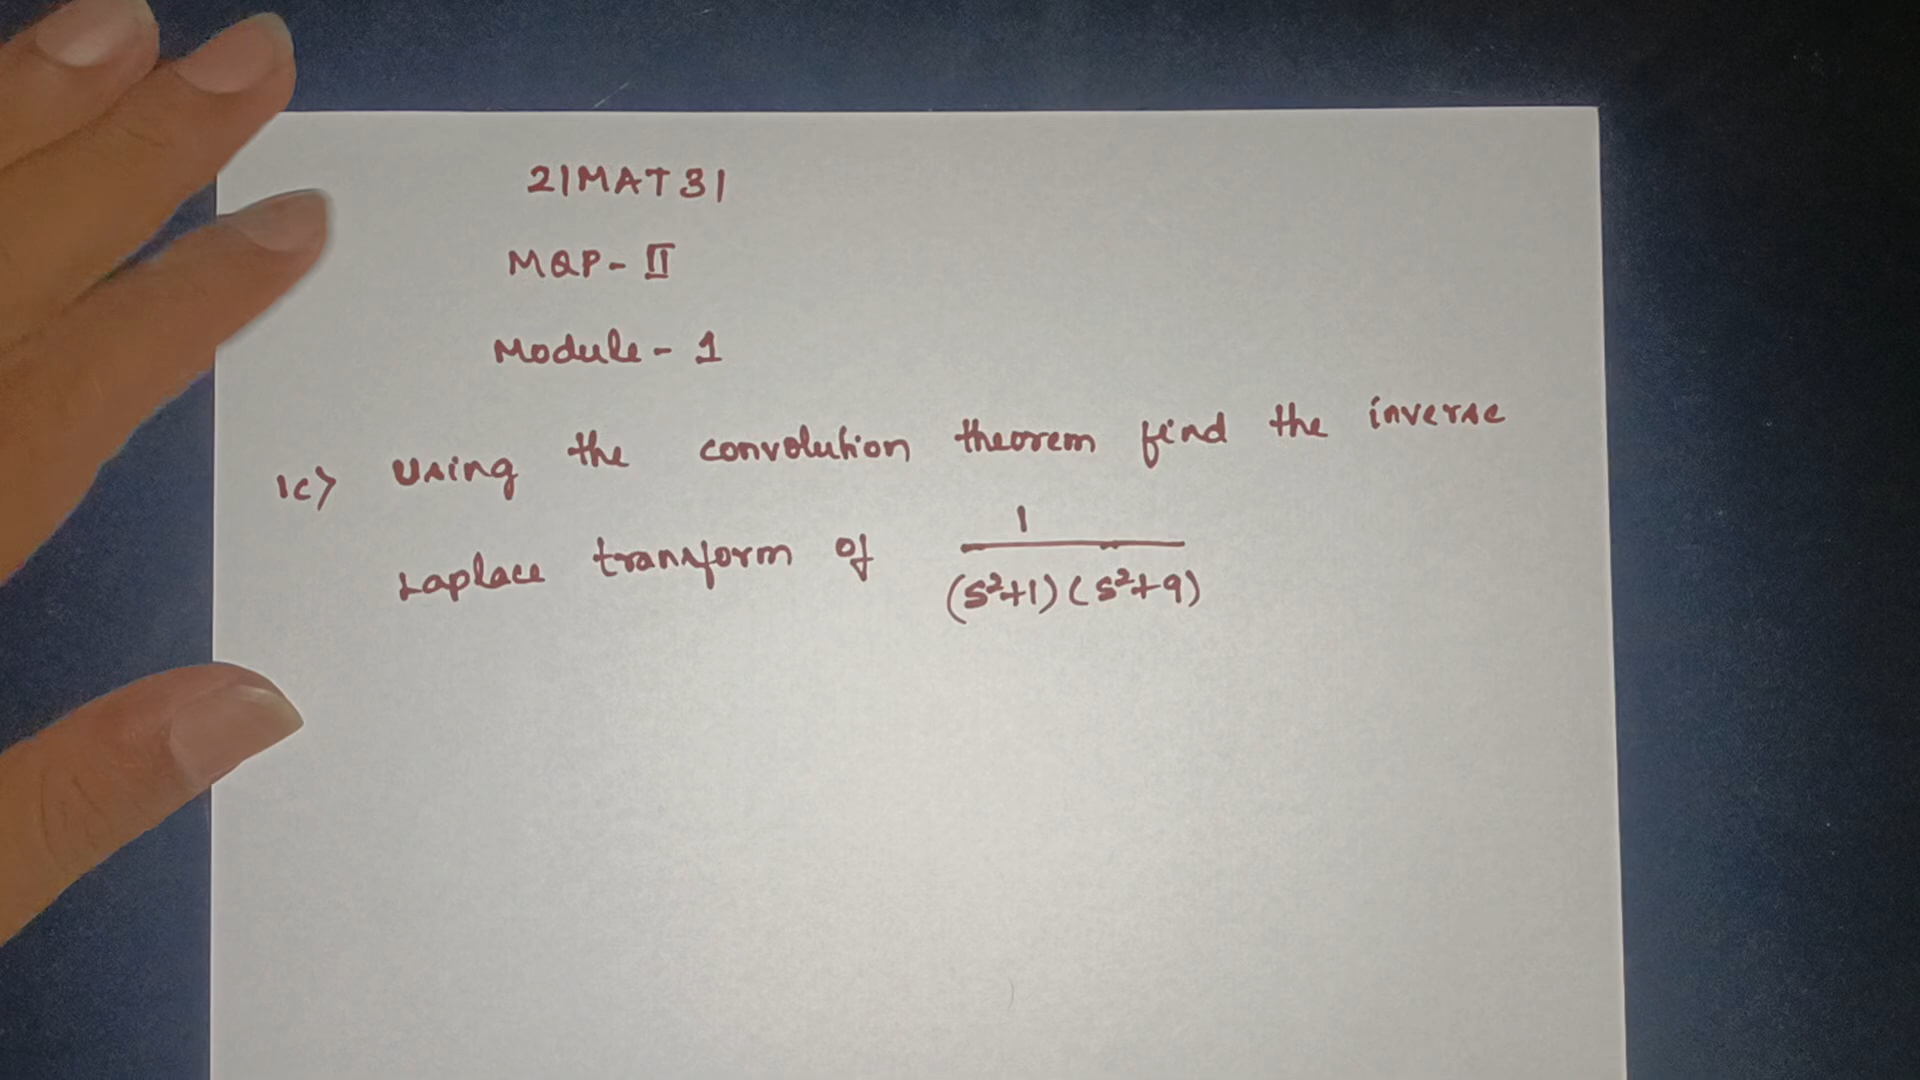 21MAT31
MQP - II
Module - 1
1c> Using the convolution theorem find the inverse
Laplace transform of 1/((s²+1)(s²+9))